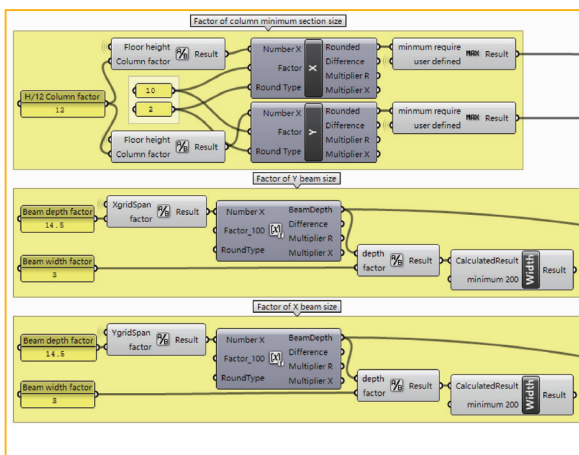 Factor of column minimum section size
Floor height
Column factor
A/B
Result
H/12 Column factor
12
10
2
Floor height
Column factor
A/B
Result
Number X
Factor
Round Type
X
Rounded
Difference
Multiplier R
Multiplier X
Number X
Factor
Round Type
Y
Rounded
Difference
Multiplier R
Multiplier X
minmum require
user defined
MAX
Result
minmum require
user defined
MAX
Result
Factor of Y beam size
Beam depth factor
14.5
Beam width factor
3
XgridSpan
factor
A/B
Result
Number X
Factor_100
RoundType
[X]
BeamDepth
Difference
Multiplier R
Multiplier X
depth
factor
A/B
Result
CalculatedResult
minimum 200
Width
Result
Factor of X beam size
Beam depth factor
14.5
Beam width factor
3
YgridSpan
factor
A/B
Result
Number X
Factor_100
RoundType
[X]
BeamDepth
Difference
Multiplier R
Multiplier X
depth
factor
A/B
Result
CalculatedResult
minimum 200
Width
Result